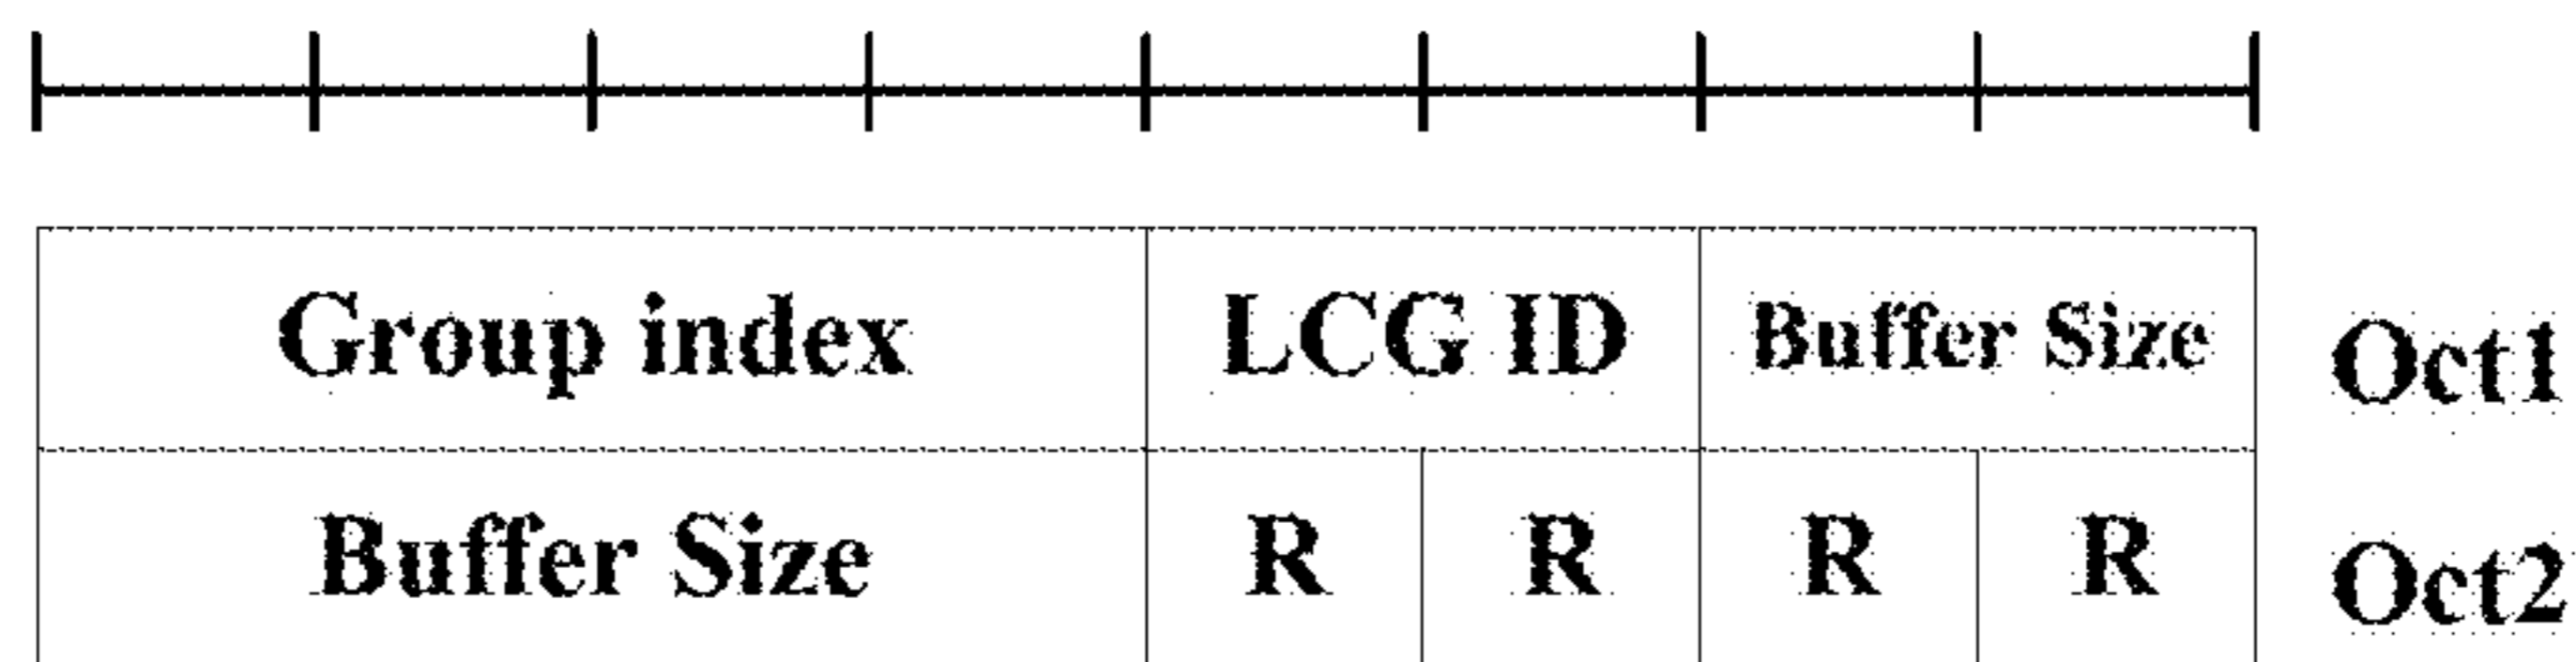 Group index LCG ID Buffer Size Oct1
Buffer Size R R R R Oct2